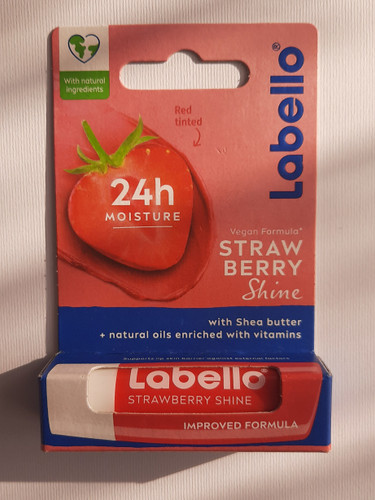 With natural
ingredients
Labello®
Red
tinted
24h
MOISTURE
Vegan Formula*
STRAW
BERRY
Shine
with Shea butter
+ natural oils enriched with vitamins
Labello
STRAWBERRY SHINE
IMPROVED FORMULA